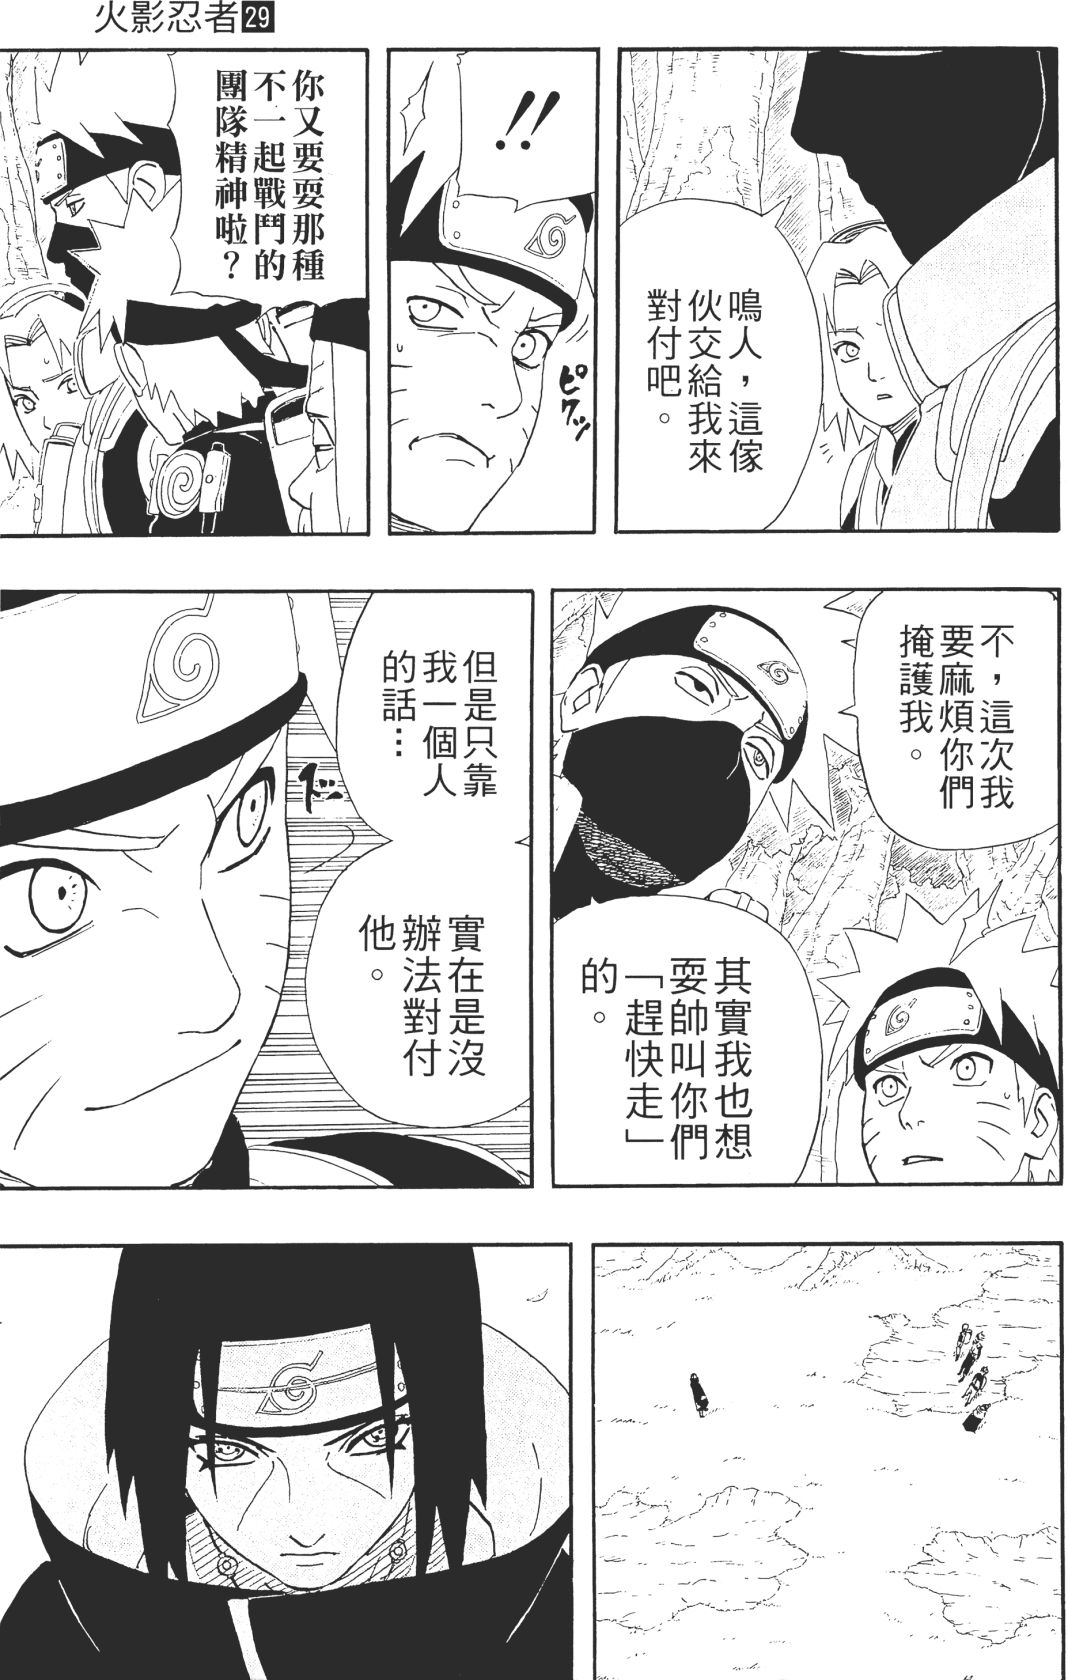 火影忍者29
鳴人，這傢
伙交給我來
對付吧。
!!
ピクッ
你又要耍那種
不一起戰鬥的
團隊精神啦？
不，這次我
要麻煩你們
掩護我。
其實我也想
耍帥叫你們
「趕快走」
的。
但是只靠
我一個人
的話…
實在是沒
辦法對付
他。